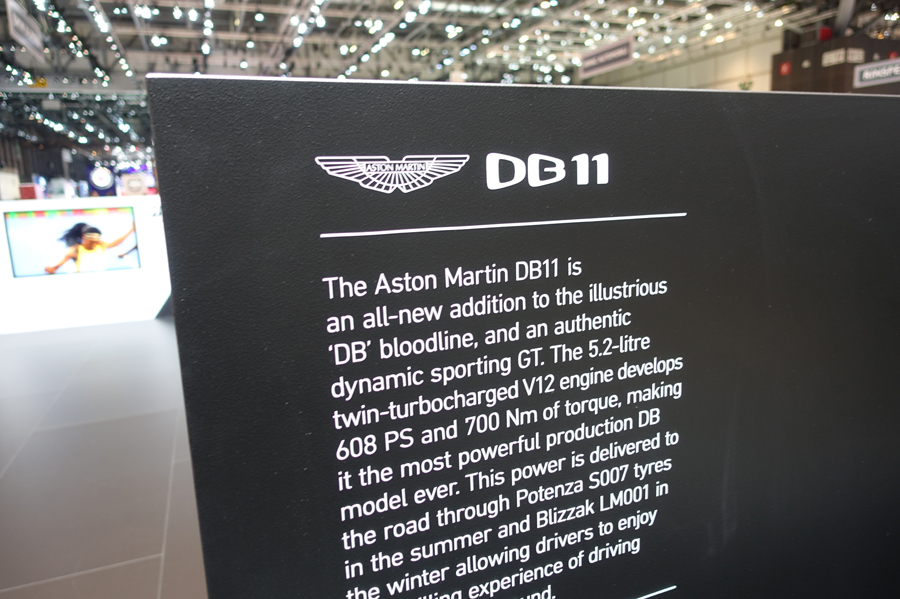 ASTON MARTIN
DB11
The Aston Martin DB11 is
an all-new addition to the illustrious
‘DB’ bloodline, and an authentic
dynamic sporting GT. The 5.2-litre
twin-turbocharged V12 engine develops
608 PS and 700 Nm of torque, making
it the most powerful production DB
model ever. This power is delivered to
the road through Potenza S007 tyres
in the summer and Blizzak LM001 in
the winter allowing drivers to enjoy
experience of driving